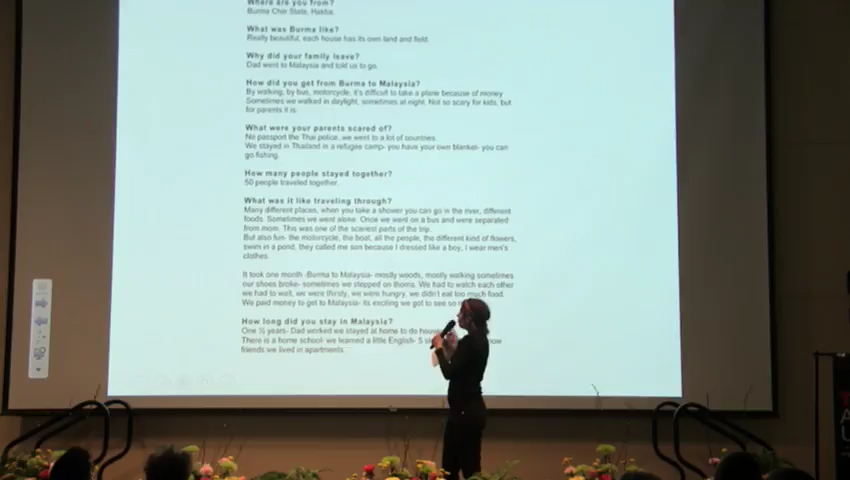 Where are you from?
Burma Chin State, Hakha.
What was Burma like?
Really beautiful, each house has its own land and field.
Why did your family leave?
Dad went to Malaysia and told us to go.
How did you get from Burma to Malaysia?
By walking, by bus, motorcycle, it's difficult to take a plane because of money
Sometimes we walked in daylight, sometimes at night. Not so scary for kids, but
for parents it is.
What were your parents scared of?
No passport the Thai police, we went to a lot of countries.
We stayed in Thailand in a refugee camp- you have your own blanket- you can
go fishing.
How many people stayed together?
50 people traveled together.
What was it like traveling through?
Many different places, when you take a shower you can go in the river, different
foods. Sometimes we went alone. Once we went on a bus and were separated
from mom. This was one of the scariest parts of the trip.
But also fun- the motorcycle, the boat, all the people, the different kind of flowers,
swim in a pond, they called me son because I dressed like a boy, I wear men's
clothes.
It took one month -Burma to Malaysia- mostly woods, mostly walking sometimes
our shoes broke- sometimes we stepped on thorns. We had to watch each other
we had to wait, we were thirsty, we were hungry, we didn't eat too much food.
We paid money to get to Malaysia- its exciting we got to see so
How long did you stay in Malaysia?
One ½ years- Dad worked we stayed at home to do
There is a home school- we learned a little English- 5
friends we lived in apartments.